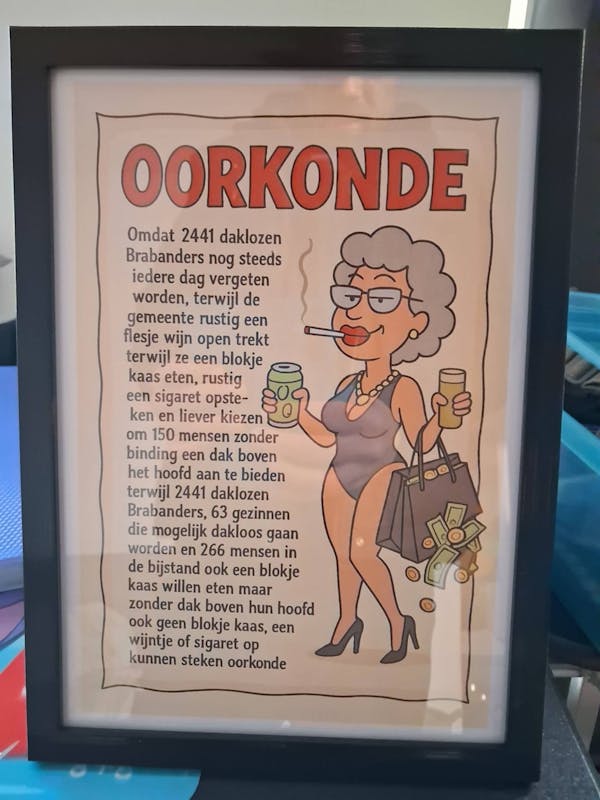 OORKONDE
Omdat 2441 daklozen
Brabanders nog steeds
iedere dag vergeten
worden, terwijl de
gemeente rustig een
flesje wijn open trekt
terwijl ze een blokje
kaas eten, rustig
een sigaret opste-
ken en liever kiezen
om 150 mensen zonder
binding een dak boven
het hoofd aan te bieden
terwijl 2441 daklozen
Brabanders, 63 gezinnen
die mogelijk dakloos gaan
worden en 266 mensen in
de bijstand ook een blokje
kaas willen eten maar
zonder dak boven hun hoofd
ook geen blokje kaas, een
wijntje of sigaret op
kunnen steken oorkonde